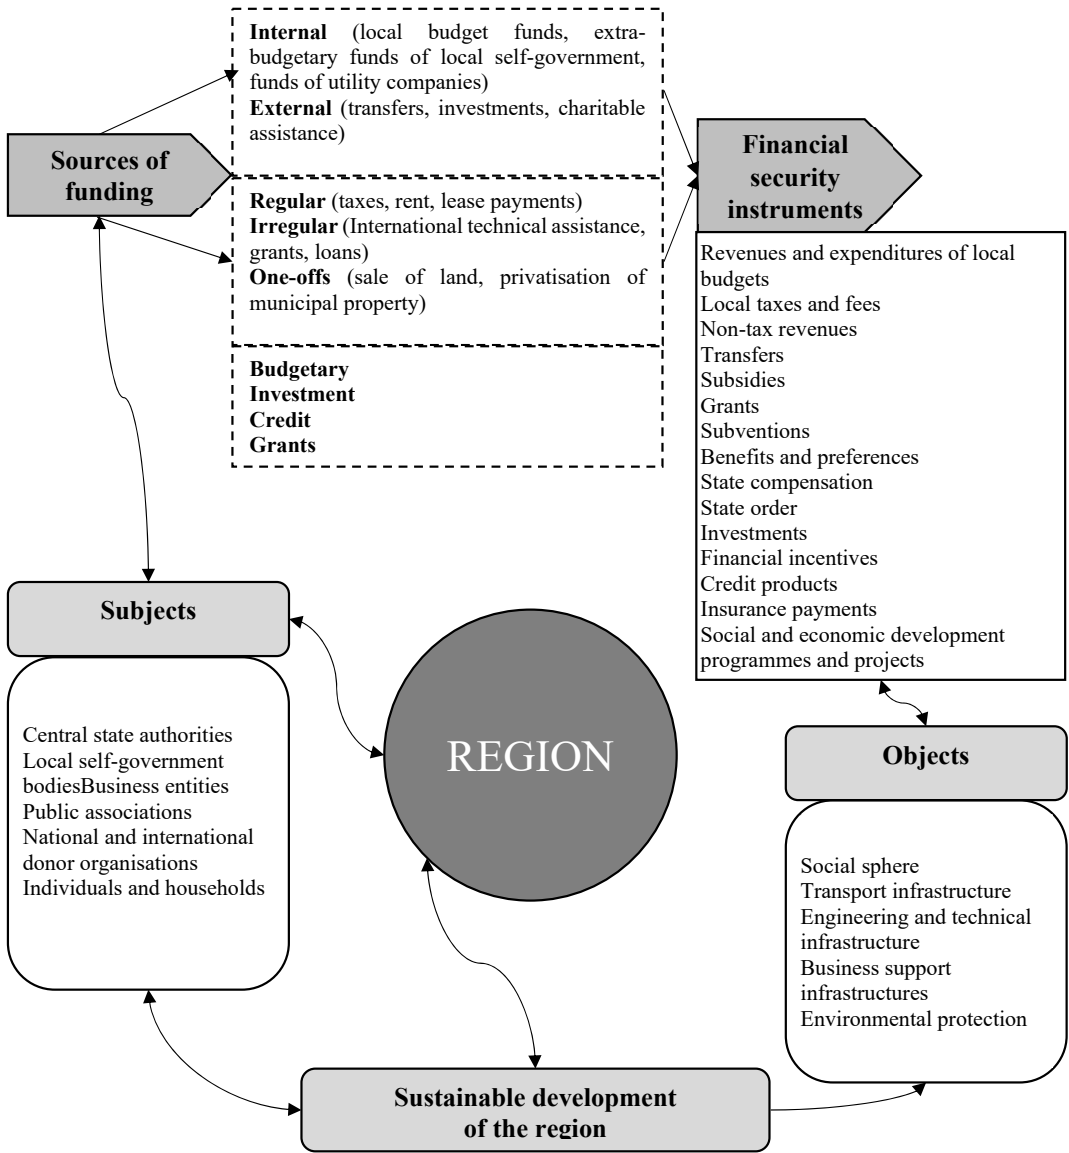 Internal (local budget funds, extra-
budgetary funds of local self-government,
funds of utility companies)
External (transfers, investments, charitable
assistance)
Sources of
funding
Financial
security
instruments
Regular (taxes, rent, lease payments)
Irregular (International technical assistance,
grants, loans)
One-offs (sale of land, privatisation of
municipal property)
Budgetary
Investment
Credit
Grants
Revenues and expenditures of local
budgets
Local taxes and fees
Non-tax revenues
Transfers
Subsidies
Grants
Subventions
Benefits and preferences
State compensation
State order
Investments
Financial incentives
Credit products
Insurance payments
Social and economic development
programmes and projects
Subjects
Central state authorities
Local self-government
bodiesBusiness entities
Public associations
National and international
donor organisations
Individuals and households
REGION
Objects
Social sphere
Transport infrastructure
Engineering and technical
infrastructure
Business support
infrastructures
Environmental protection
Sustainable development
of the region